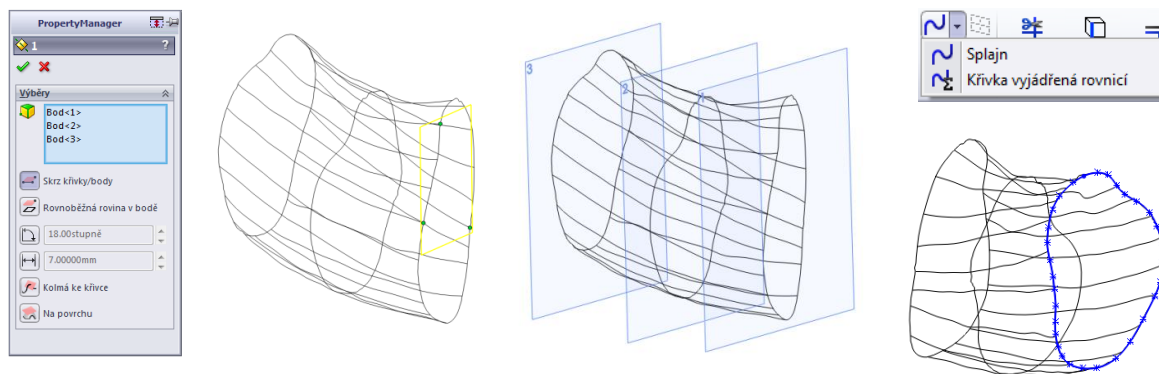 PropertyManager
1 ?
Výběry
Bod<1>
Bod<2>
Bod<3>
Skrz křivky/body
Rovnoběžná rovina v bodě
18.00stupně
7.00000mm
Kolmá ke křivce
Na povrchu
3
2
1
Splajn
Křivka vyjádřená rovnicí